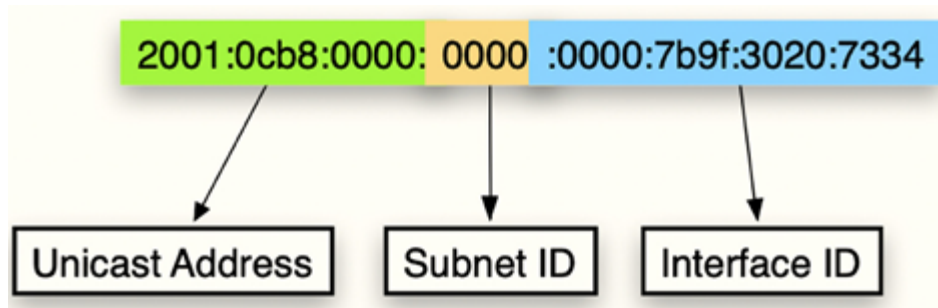 2001:0cb8:0000: 0000 :0000:7b9f:3020:7334
Unicast Address Subnet ID Interface ID